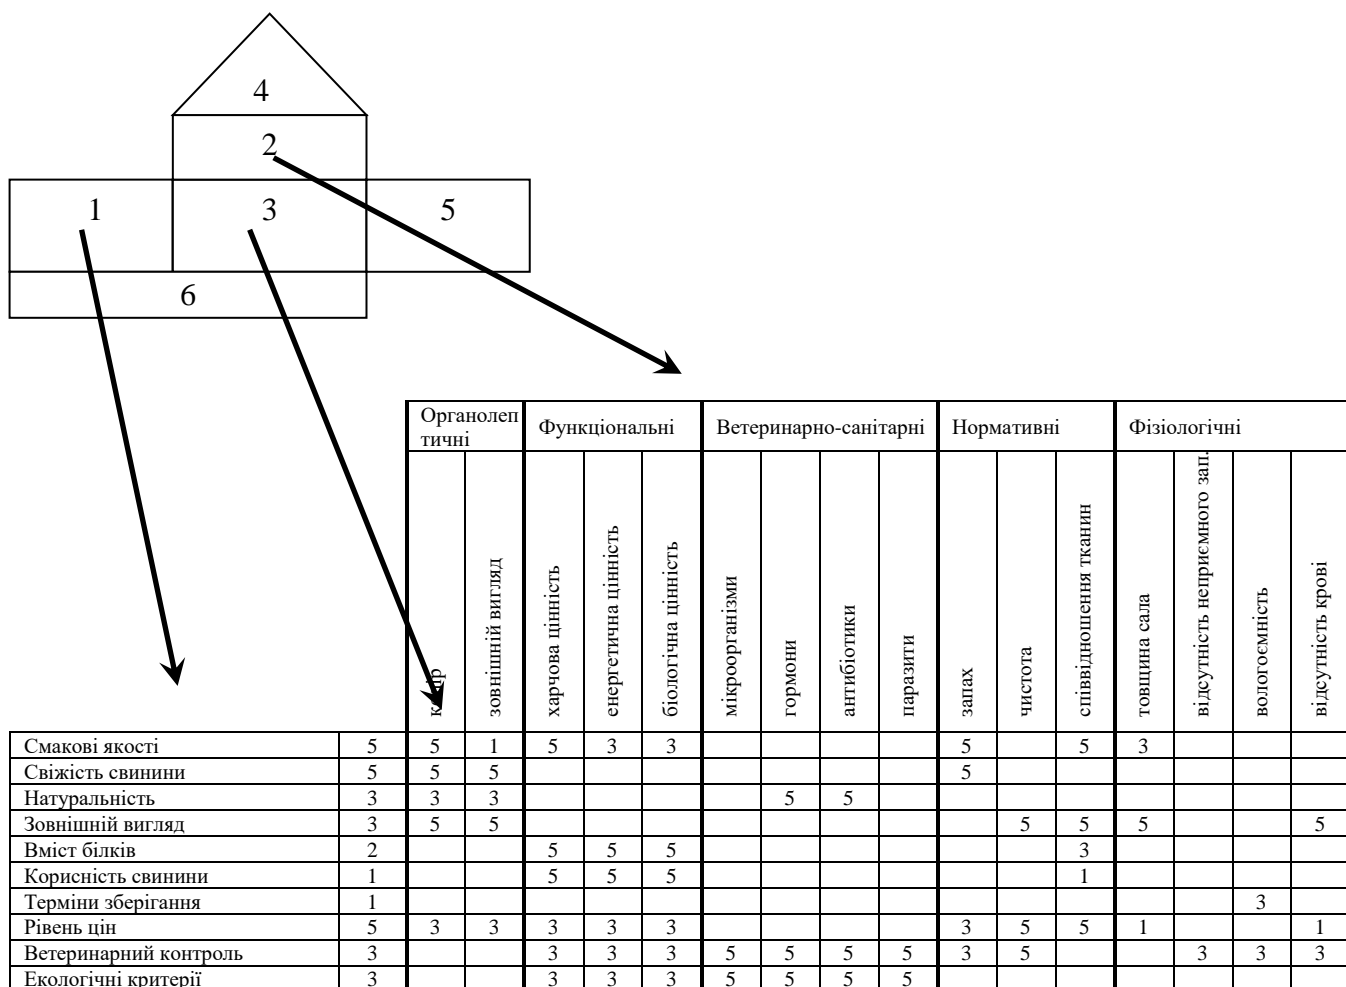 4
2
1 3 5
6
Органолеп Функціональні Ветеринарно-санітарні Нормативні Фізіологічні
тичні
колір
зовнішній вигляд
харчова цінність
енергетична цінність
біологічна цінність
мікроорганізми
гормони
антибіотики
паразити
запах
чистота
співвідношення тканин
товщина сала
відсутність неприємного зап.
вологоємність
відсутність крові
Смакові якості 5 5 1 5 3 3 5 5 3
Свіжість свинини 5 5 5 5
Натуральність 3 3 3 5 5
Зовнішній вигляд 3 5 5 5 5 5 5
Вміст білків 2 5 5 5 3
Корисність свинини 1 5 5 5 1
Терміни зберігання 1 3
Рівень цін 5 3 3 3 3 3 3 5 5 1 1
Ветеринарний контроль 3 3 3 3 5 5 5 5 3 5 3 3 3
Екологічні критерії 3 3 3 3 5 5 5 5